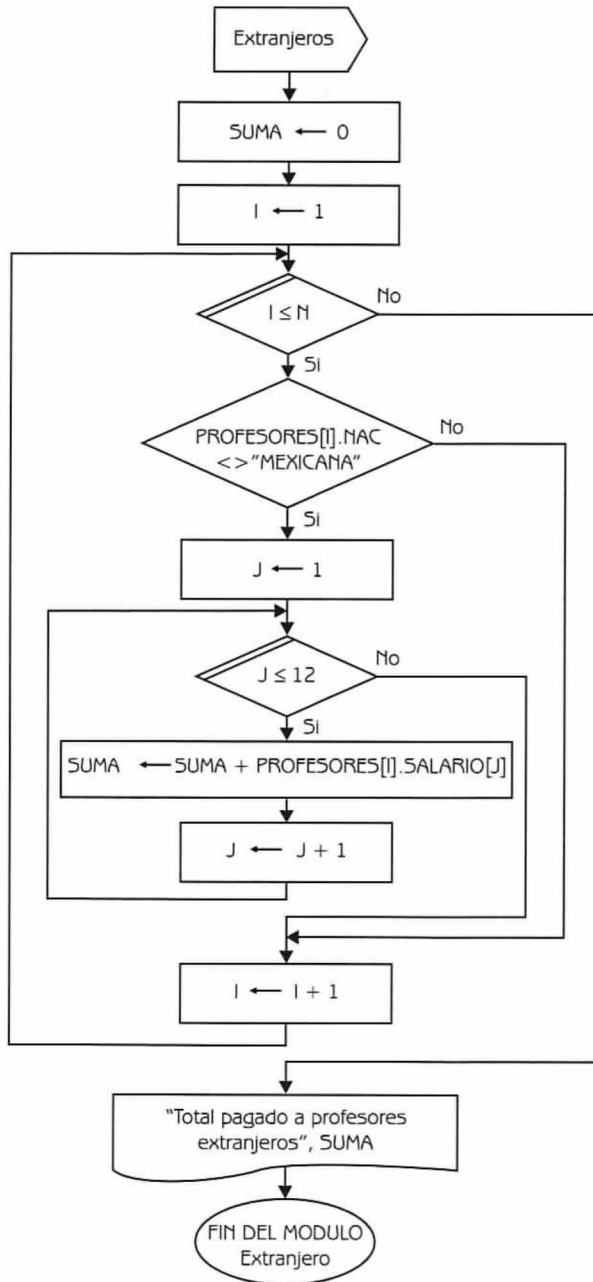 Extranjeros
SUMA ← 0
I ← 1
I ≤ N
No
Si
PROFESORES[I].NAC
<>"MEXICANA"
No
Si
J ← 1
J ≤ 12
No
Si
SUMA ← SUMA + PROFESORES[I].SALARIO[J]
J ← J + 1
I ← I + 1
"Total pagado a profesores
extranjeros", SUMA
FIN DEL MODULO
Extranjero